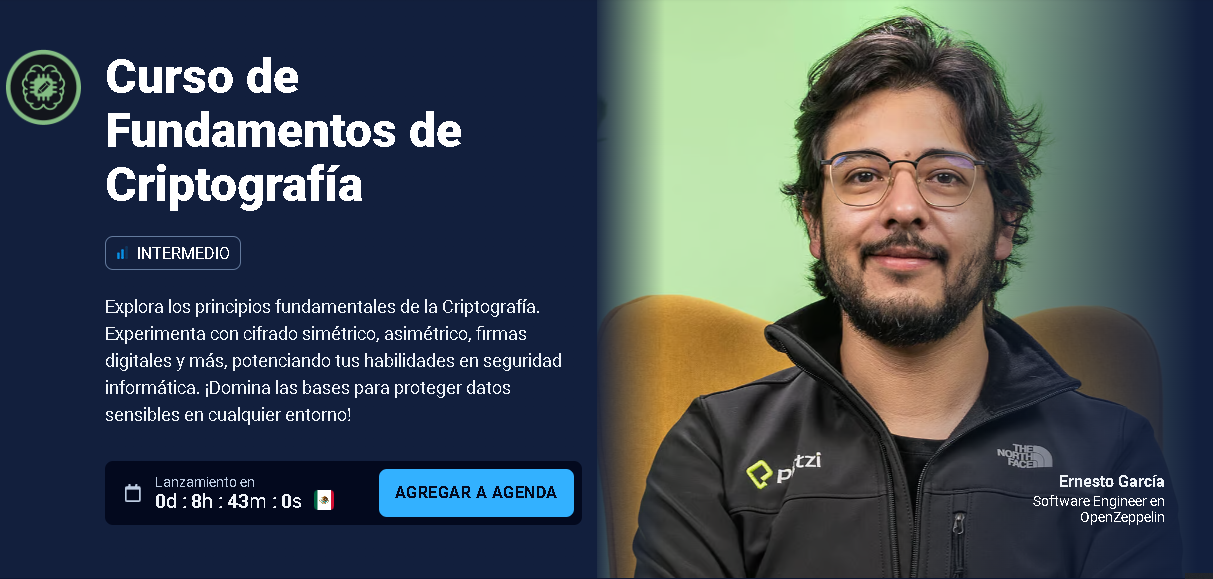 Curso de
Fundamentos de
Criptografía
INTERMEDIO
Explora los principios fundamentales de la Criptografía.
Experimenta con cifrado simétrico, asimétrico, firmas
digitales y más, potenciando tus habilidades en seguridad
informática. ¡Domina las bases para proteger datos
sensibles en cualquier entorno!
Lanzamiento en
0d : 8h : 43m : 0s
AGREGAR A AGENDA
THE
NORTH
FACE
Ernesto García
Software Engineer en
OpenZeppelin